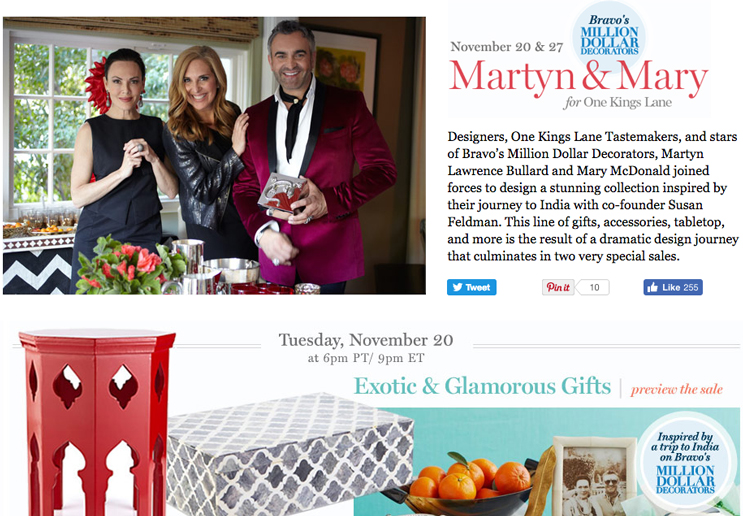 Bravo's
MILLION
DOLLAR
DECORATORS
November 20 & 27
Martyn & Mary
for One Kings Lane
Designers, One Kings Lane Tastemakers, and stars
of Bravo's Million Dollar Decorators, Martyn
Lawrence Bullard and Mary McDonald joined
forces to design a stunning collection inspired by
their journey to India with co-founder Susan
Feldman. This line of gifts, accessories, tabletop,
and more is the result of a dramatic design journey
that culminates in two very special sales.
Tweet
Pin it 10
Like 255
Tuesday, November 20
at 6pm PT/ 9pm ET
Exotic & Glamorous Gifts | preview the sale
Inspired by
a trip to India
on Bravo's
MILLION
DOLLAR
DECORATORS